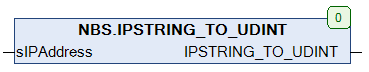 0
NBS.IPSTRING_TO_UDINT
sIPAddress IPSTRING_TO_UDINT